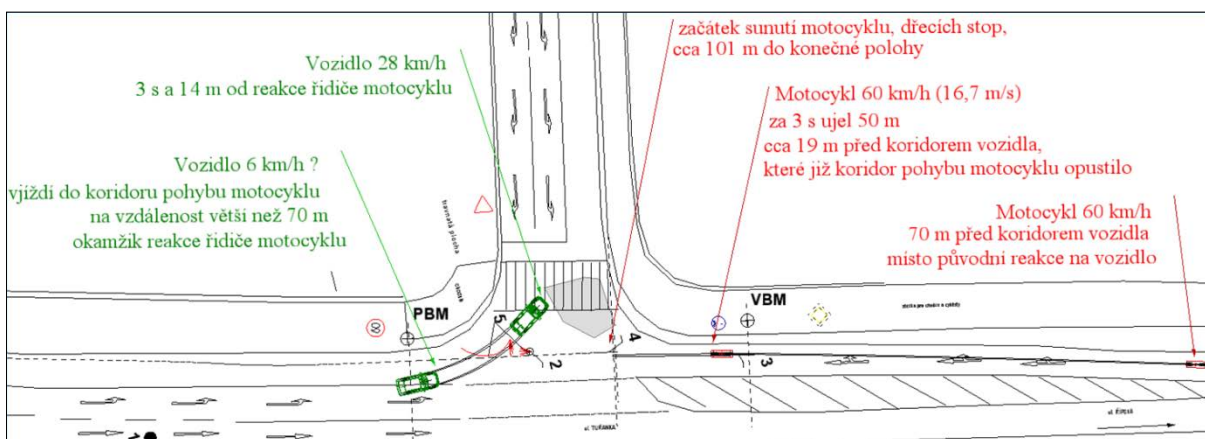 začátek sunutí motocyklu, dřecích stop,
cca 101 m do konečné polohy
Vozidlo 28 km/h
3 s a 14 m od reakce řidiče motocyklu
Motocykl 60 km/h (16,7 m/s)
za 3 s ujel 50 m
cca 19 m před koridorem vozidla,
které již koridor pohybu motocyklu opustilo
Vozidlo 6 km/h ?
vjíždí do koridoru pohybu motocyklu
na vzdálenost větší než 70 m
okamžik reakce řidiče motocyklu
Motocykl 60 km/h
70 m před koridorem vozidla
místo původní reakce na vozidlo
travnatá plocha
PBM
VBM
5
4
2
3
ul. TUŘANKA